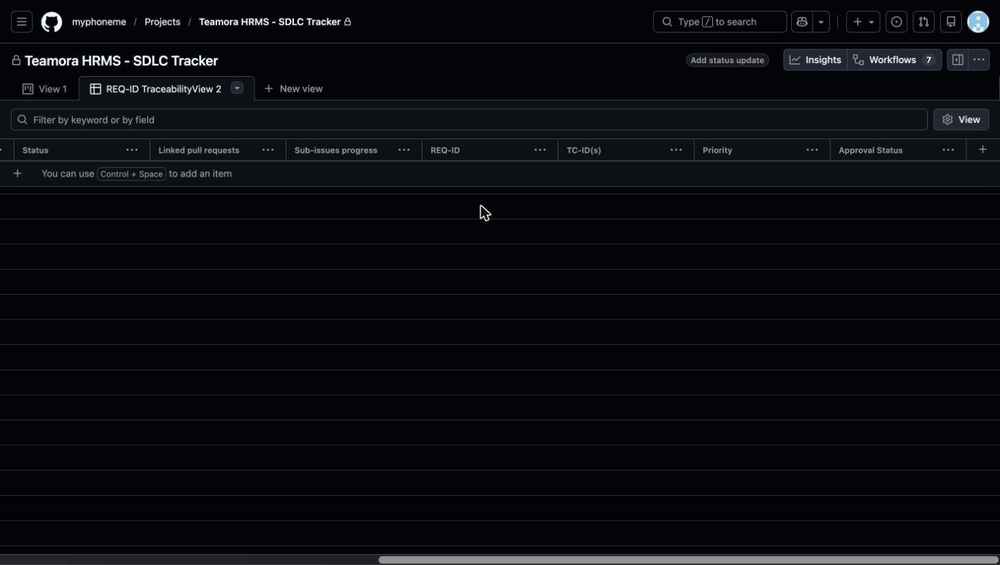 myphoneme / Projects / Teamora HRMS - SDLC Tracker Type / to search
Teamora HRMS - SDLC Tracker Add status update Insights Workflows 7
View 1 REQ-ID TraceabilityView 2 New view
Filter by keyword or by field View
Status Linked pull requests Sub-issues progress REQ-ID TC-ID(s) Priority Approval Status
You can use Control + Space to add an item